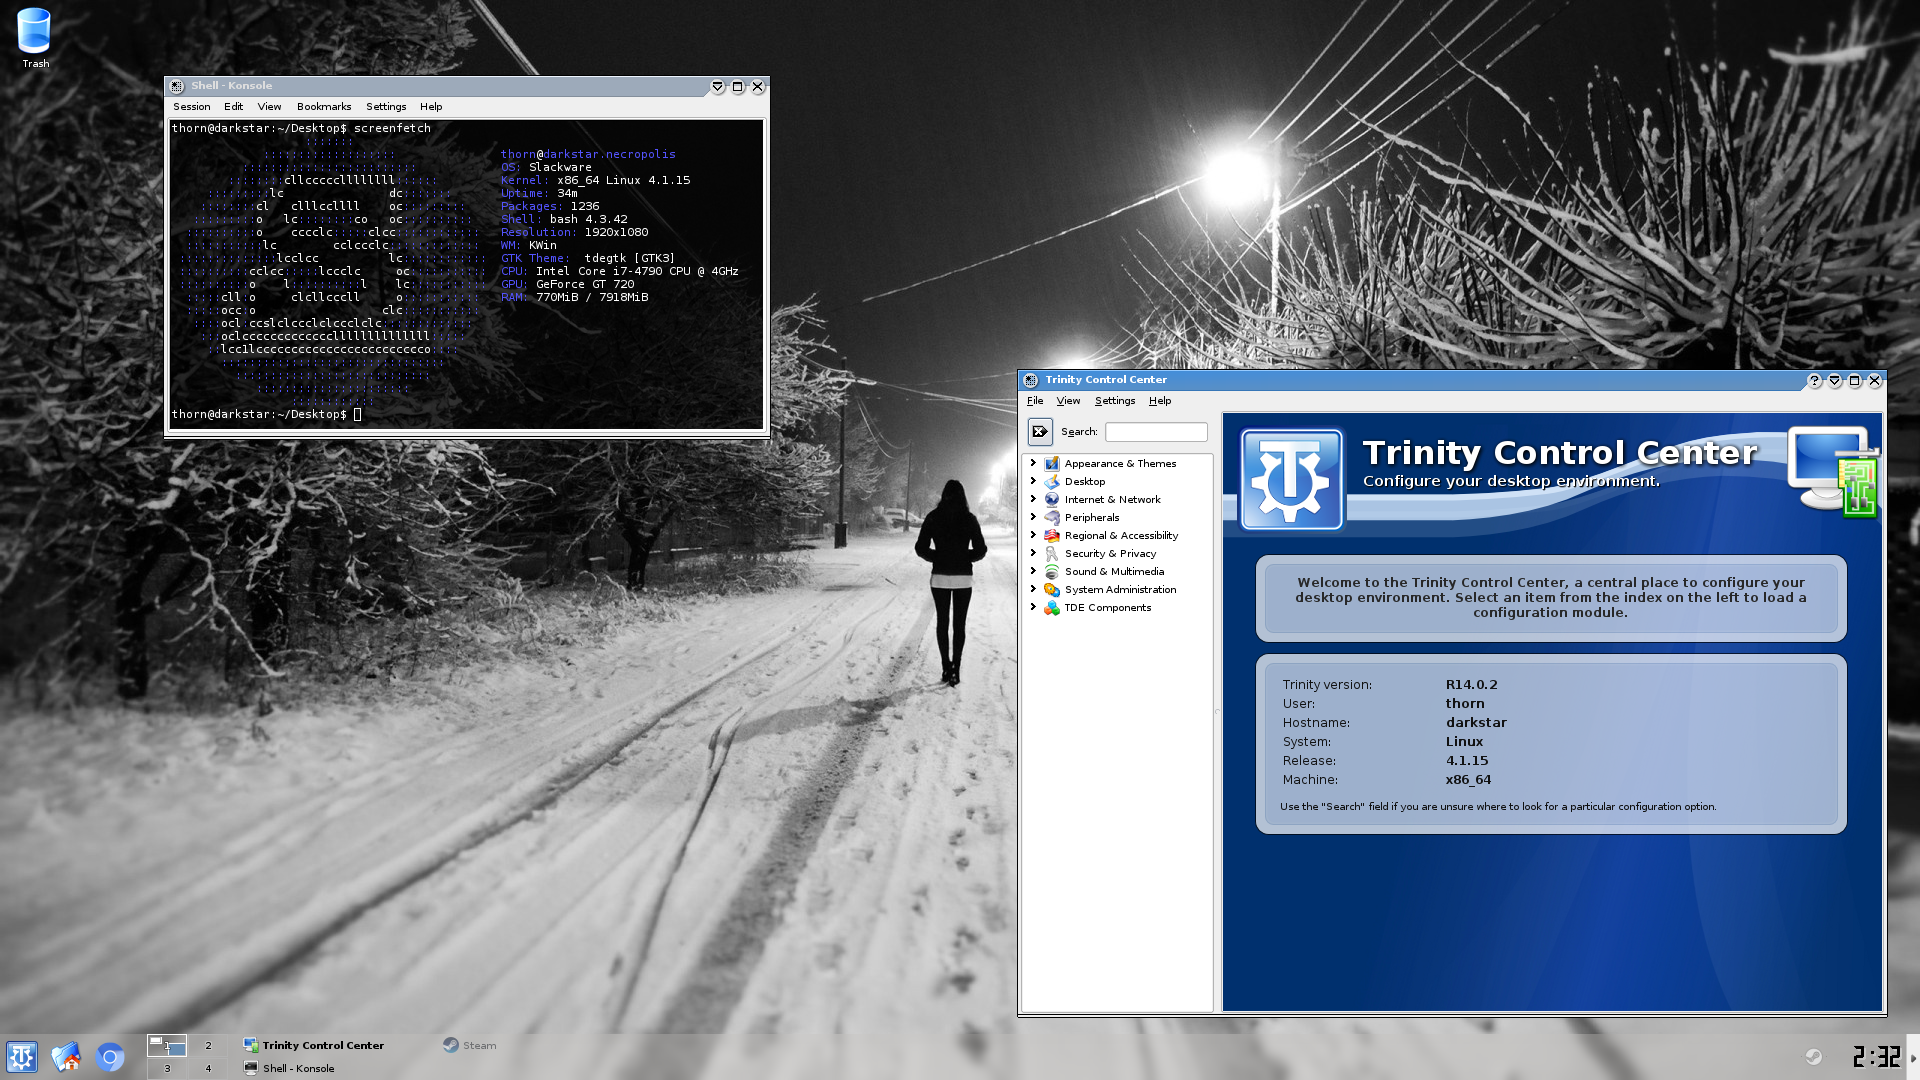 Trash
Shell - Konsole
Session Edit View Bookmarks Settings Help
thorn@darkstar:~/Desktop$ screenfetch
thorn@darkstar.necropolis
OS: Slackware
Kernel: x86_64 Linux 4.1.15
Uptime: 34m
Packages: 1236
Shell: bash 4.3.42
Resolution: 1920x1080
WM: KWin
GTK Theme: tdegtk [GTK3]
CPU: Intel Core i7-4790 CPU @ 4GHz
GPU: GeForce GT 720
RAM: 770MiB / 7918MiB
thorn@darkstar:~/Desktop$
Trinity Control Center
File View Settings Help
Search:
Appearance & Themes
Desktop
Internet & Network
Peripherals
Regional & Accessibility
Security & Privacy
Sound & Multimedia
System Administration
TDE Components
Trinity Control Center
Configure your desktop environment.
Welcome to the Trinity Control Center, a central place to configure your
desktop environment. Select an item from the index on the left to load a
configuration module.
Trinity version: R14.0.2
User: thorn
Hostname: darkstar
System: Linux
Release: 4.1.15
Machine: x86_64
Use the "Search" field if you are unsure where to look for a particular configuration option.
1 2 Trinity Control Center Steam
3 4 Shell - Konsole
2:32